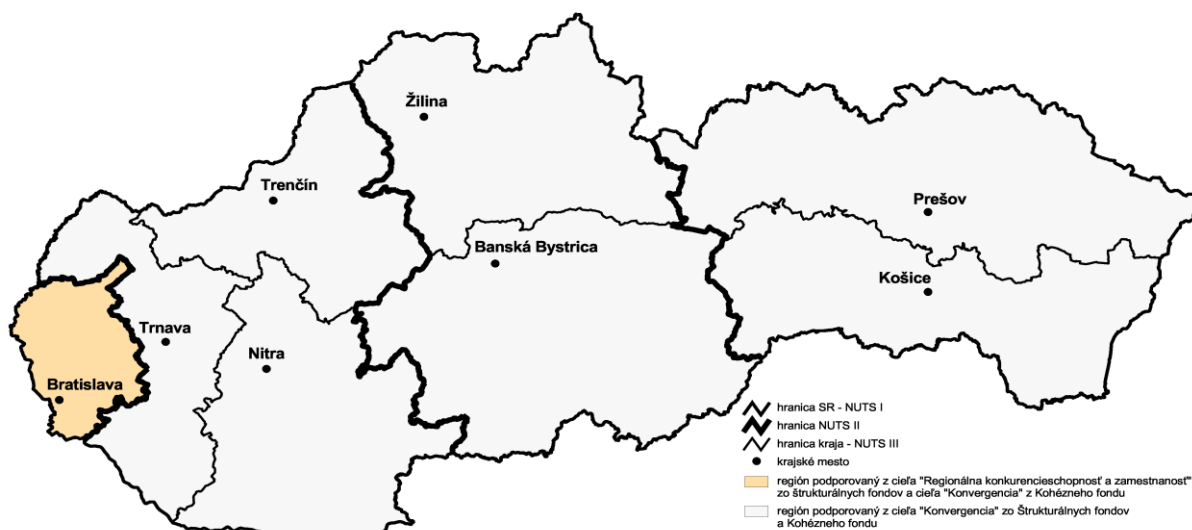 Žilina
Trenčín
Prešov
Banská Bystrica
Košice
Trnava
Nitra
Bratislava
hranica SR - NUTS I
hranica NUTS II
hranica kraja - NUTS III
krajské mesto
región podporovaný z cieľa "Regionálna konkurencieschopnosť a zamestnanosť"
zo štrukturálnych fondov a cieľa "Konvergencia" z Kohézneho fondu
región podporovaný z cieľa "Konvergencia" zo Štrukturálnych fondov
a Kohézneho fondu